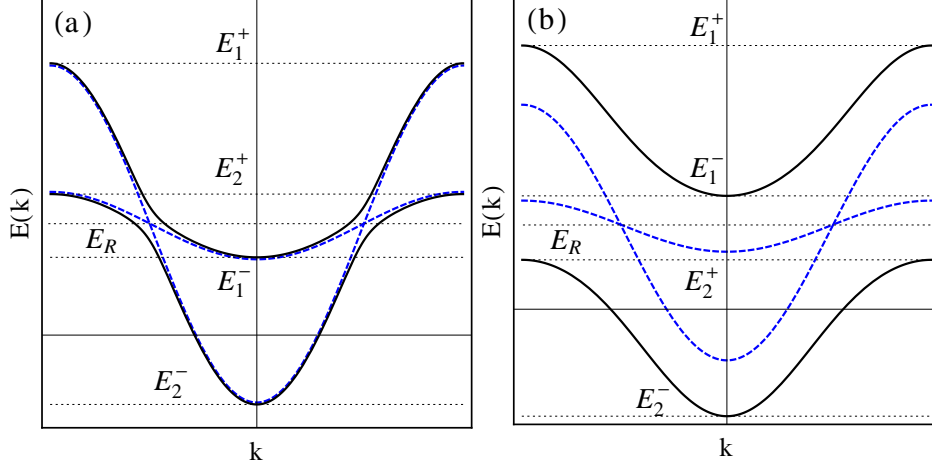 (a)
E_1^+
E_2^+
E(k)
E_R
E_1^-
E_2^-
k
(b)
E_1^+
E_1^-
E(k)
E_R
E_2^+
E_2^-
k